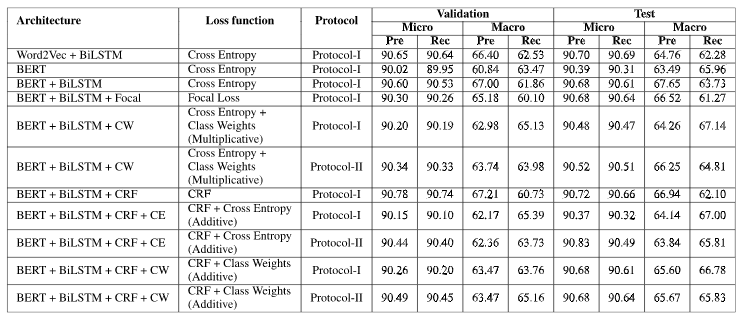 Architecture Loss function Protocol Validation Test
Micro Macro Micro Macro
Pre Rec Pre Rec Pre Rec Pre Rec
Word2Vec + BiLSTM Cross Entropy Protocol-I 90.65 90.64 66.40 62.53 90.70 90.69 64.76 62.28
BERT Cross Entropy Protocol-I 90.02 89.95 60.84 63.47 90.39 90.31 63.49 65.96
BERT + BiLSTM Cross Entropy Protocol-I 90.60 90.53 67.00 61.86 90.68 90.61 67.65 63.73
BERT + BiLSTM + Focal Focal Loss Protocol-I 90.30 90.26 65.18 60.10 90.68 90.64 66.52 61.27
Cross Entropy +
BERT + BiLSTM + CW Class Weights Protocol-I 90.20 90.19 62.98 65.13 90.48 90.47 64.26 67.14
(Multiplicative)
Cross Entropy +
BERT + BiLSTM + CW Class Weights Protocol-II 90.34 90.33 63.74 63.98 90.52 90.51 66.25 64.81
(Multiplicative)
BERT + BiLSTM + CRF CRF Protocol-I 90.78 90.74 67.21 60.73 90.72 90.66 66.94 62.10
BERT + BiLSTM + CRF + CE CRF + Cross Entropy Protocol-I 90.15 90.10 62.17 65.39 90.37 90.32 64.14 67.00
(Additive)
BERT + BiLSTM + CRF + CE CRF + Cross Entropy Protocol-II 90.44 90.40 62.36 63.73 90.83 90.49 63.84 65.81
(Additive)
BERT + BiLSTM + CRF + CW CRF + Class Weights Protocol-I 90.26 90.20 63.47 63.76 90.68 90.61 65.60 66.78
(Additive)
BERT + BiLSTM + CRF + CW CRF + Class Weights Protocol-II 90.49 90.45 63.47 65.16 90.68 90.64 65.67 65.83
(Additive)